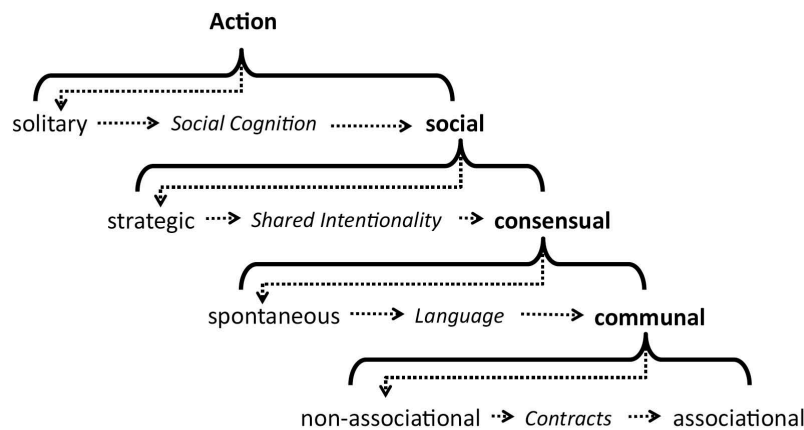 Action
solitary Social Cognition social
strategic Shared Intentionality consensual
spontaneous Language communal
non-associational Contracts associational